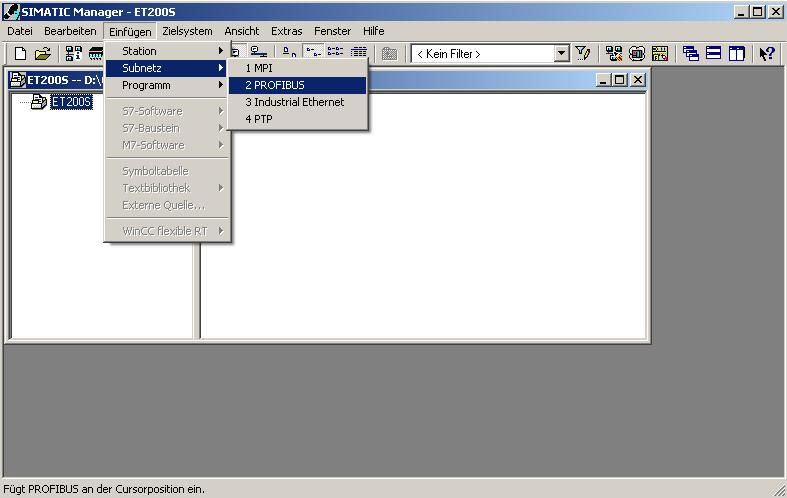 SIMATIC Manager - ET200S
Datei Bearbeiten Einfügen Zielsystem Ansicht Extras Fenster Hilfe
< Kein Filter >
Station
Subnetz
Programm
S7-Software
S7-Baustein
M7-Software
Symboltabelle
Textbibliothek
Externe Quelle...
WinCC flexible RT
1 MPI
2 PROFIBUS
3 Industrial Ethernet
4 PTP
ET200S -- D:\
ET200S
Fügt PROFIBUS an der Cursorposition ein.